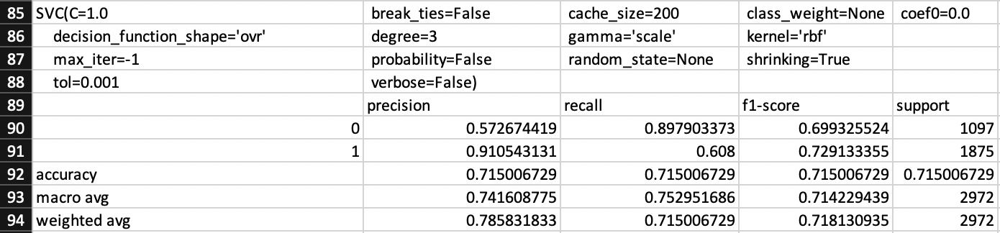 85 SVC(C=1.0 break_ties=False cache_size=200 class_weight=None coef0=0.0
86 decision_function_shape='ovr' degree=3 gamma='scale' kernel='rbf'
87 max_iter=-1 probability=False random_state=None shrinking=True
88 tol=0.001 verbose=False)
89 precision recall f1-score support
90 0 0.572674419 0.897903373 0.699325524 1097
91 1 0.910543131 0.608 0.729133355 1875
92 accuracy 0.715006729 0.715006729 0.715006729 0.715006729
93 macro avg 0.741608775 0.752951686 0.714229439 2972
94 weighted avg 0.785831833 0.715006729 0.718130935 2972